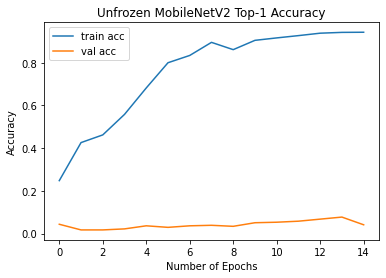 Unfrozen MobileNetV2 Top-1 Accuracy
train acc
val acc
0.8
0.6
0.4
0.2
0.0
Accuracy
0 2 4 6 8 10 12 14
Number of Epochs